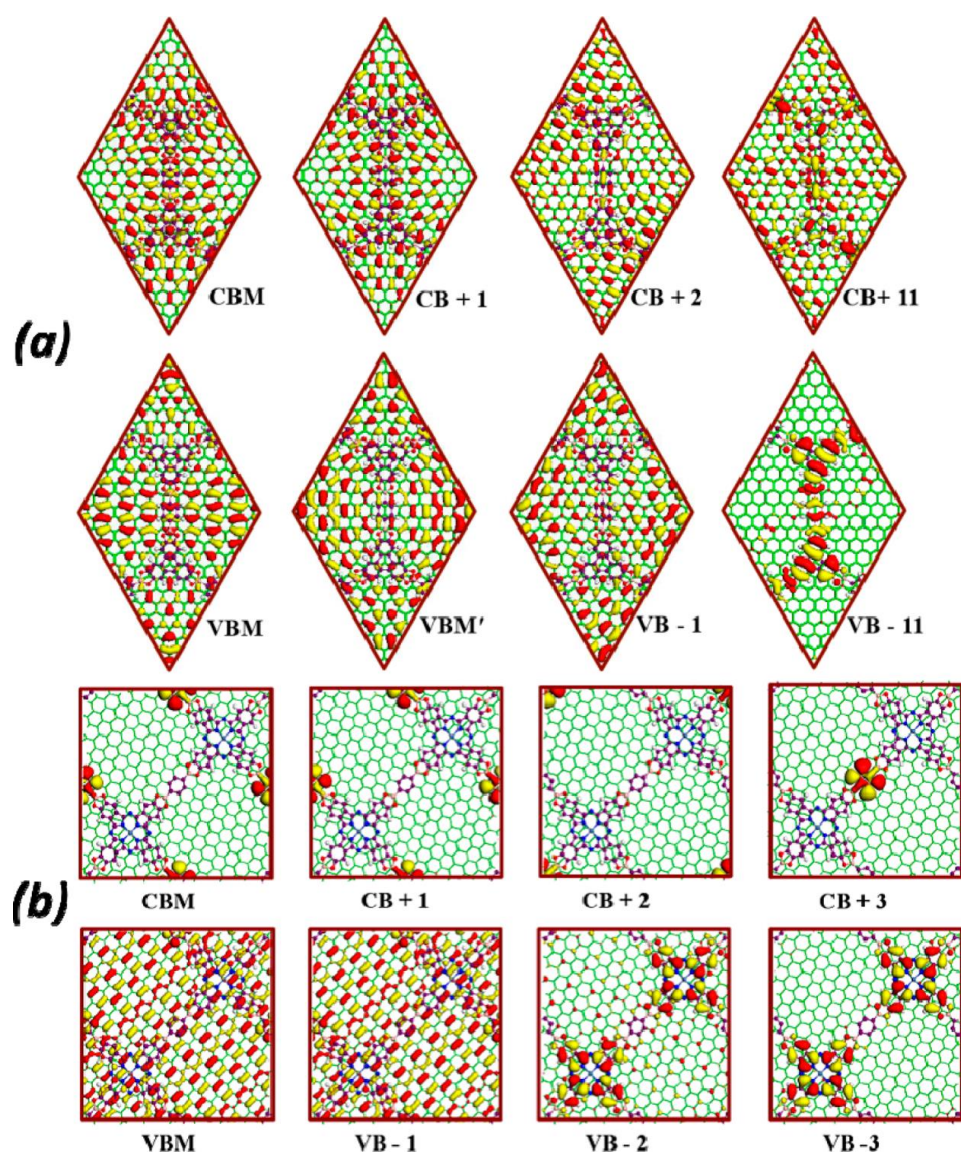 CBM CB + 1 CB + 2 CB+ 11
(a)
VBM VBM′ VB - 1 VB - 11
CBM CB + 1 CB + 2 CB + 3
(b)
VBM VB - 1 VB - 2 VB -3